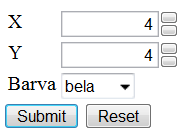 X 4
Y 4
Barva bela
Submit Reset